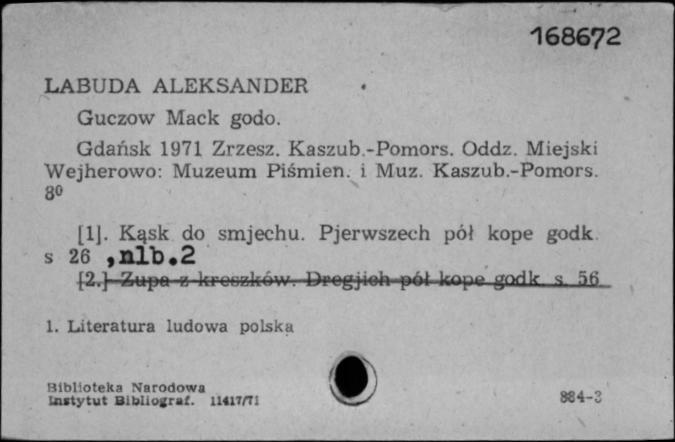 168672
LABUDA ALEKSANDER
Guczow Mack godo.
Gdańsk 1971 Zrzesz. Kaszub.-Pomors. Oddz. Miejski
Wejherowo: Muzeum Piśmien. i Muz. Kaszub.-Pomors.
8⁰
[1]. Kąsk do smjechu. Pjerwszech pół kope godk.
s 26 ,nlb.2
[2.] Zupa z kreszków. Dregjich pół kope godk s. 56
1. Literatura ludowa polska
Biblioteka Narodowa
Instytut Bibliograf. 11417/71
884-3